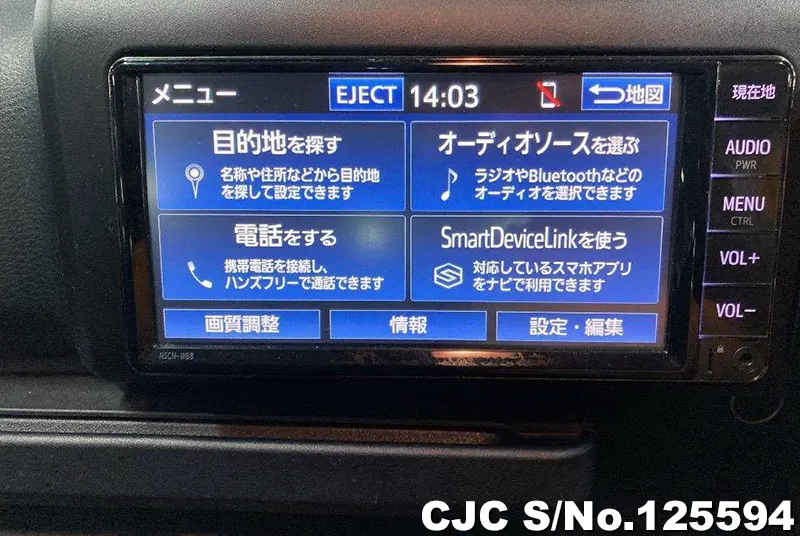 メニュー EJECT 14:03 地図 現在地
目的地を探す
名称や住所などから目的地
を探して設定できます
オーディオソースを選ぶ
ラジオやBluetoothなどの
オーディオを選択できます
電話をする
携帯電話を接続し、
ハンズフリーで通話できます
SmartDeviceLinkを使う
対応しているスマホアプリ
をナビで利用できます
画質調整 情報 設定・編集
AUDIO
PWR
MENU
CTRL
VOL+
VOL−
NSCN-W68
CJC S/No.125594